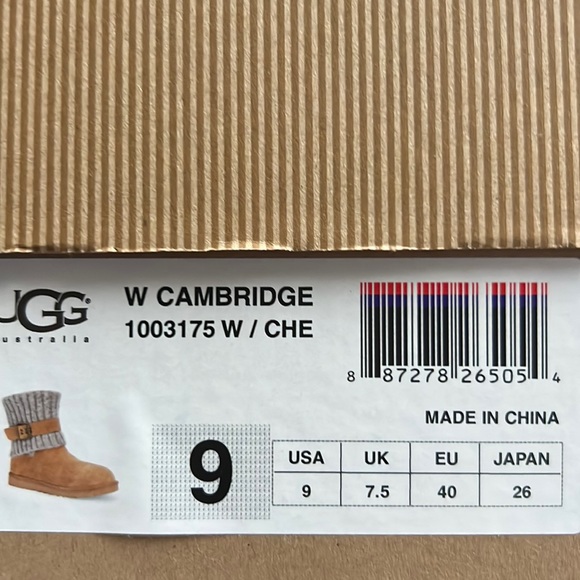 UGG®
australia
W CAMBRIDGE
1003175 W / CHE
8 87278 26505 4
MADE IN CHINA
9
USA UK EU JAPAN
9 7.5 40 26